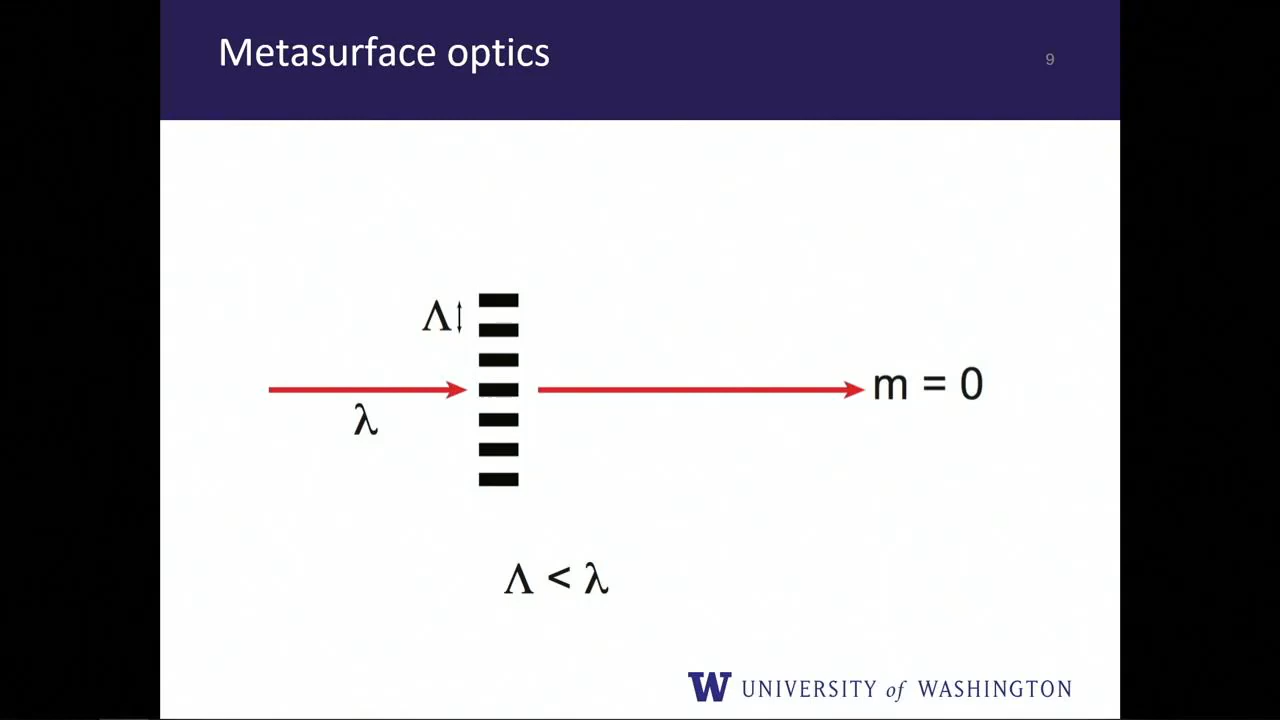 Metasurface optics
9
Λ
λ
m = 0
Λ < λ
W UNIVERSITY of WASHINGTON